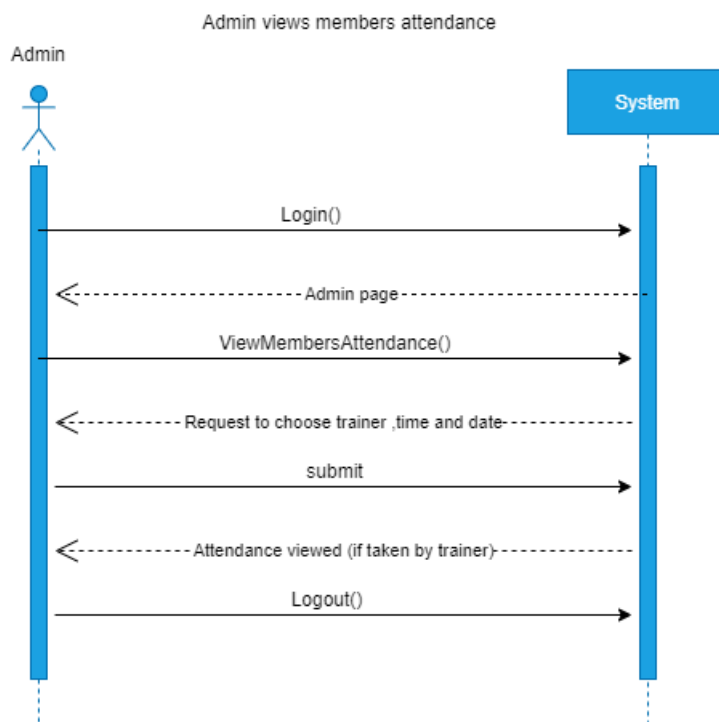 Admin views members attendance
Admin
System
Login()
Admin page
ViewMembersAttendance()
Request to choose trainer ,time and date
submit
Attendance viewed (if taken by trainer)
Logout()